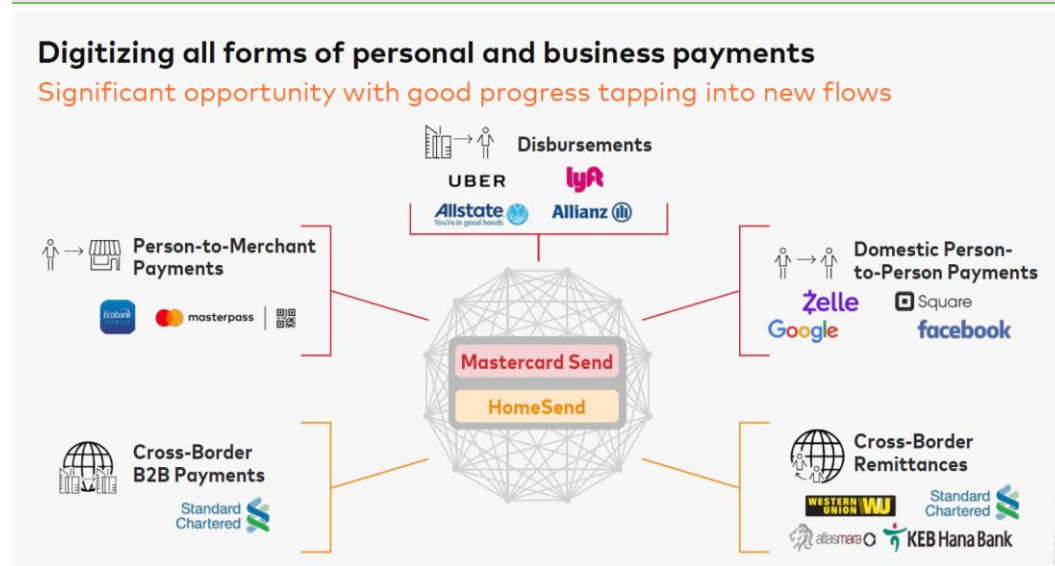 Digitizing all forms of personal and business payments
Significant opportunity with good progress tapping into new flows
Disbursements
UBER
lyft
Allstate
You're in good hands
Allianz
Person-to-Merchant
Payments
Ecobank
masterpass
Domestic Person-
to-Person Payments
Zelle
Square
Google
facebook
Mastercard Send
HomeSend
Cross-Border
B2B Payments
Standard
Chartered
Cross-Border
Remittances
WESTERN
UNION
WU
Standard
Chartered
atlasmara
KEB Hana Bank